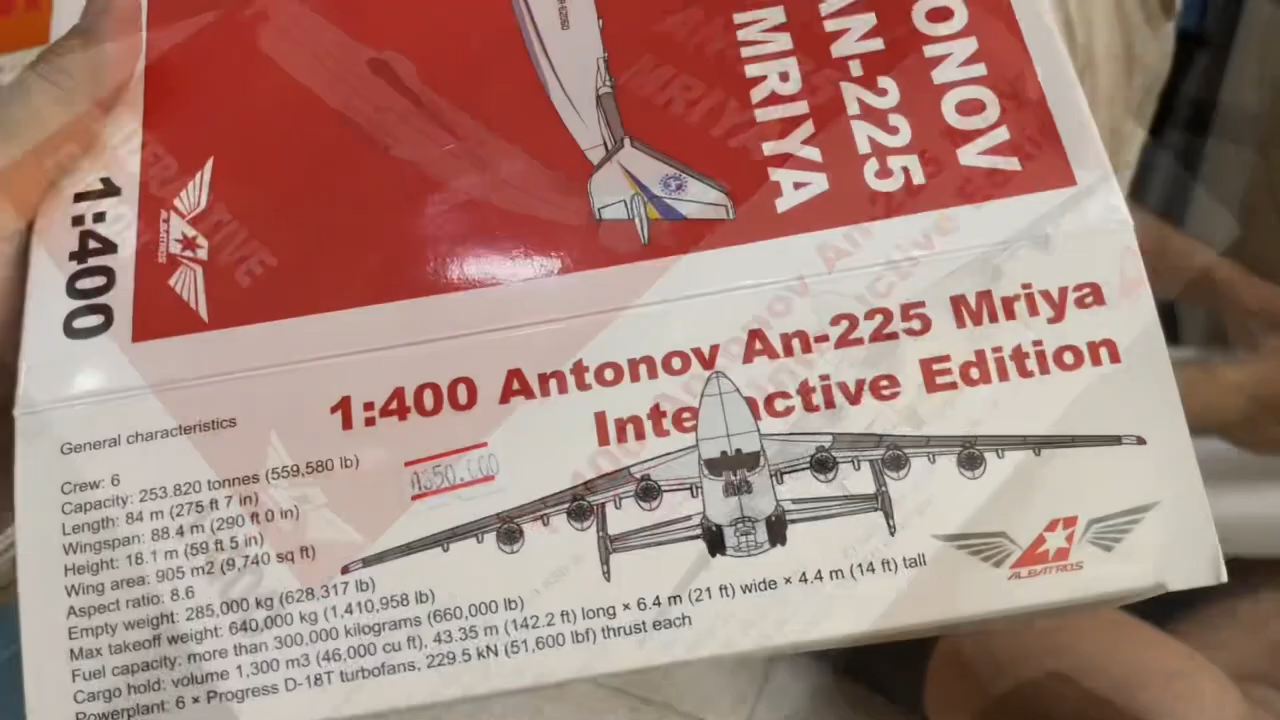 ANTONOV
AN-225
MRIYA
1:400
ALBATROS
1:400 Antonov An-225 Mriya
Interactive Edition
General characteristics
Crew: 6
Capacity: 253.820 tonnes (559,580 lb)
Length: 84 m (275 ft 7 in)
Wingspan: 88.4 m (290 ft 0 in)
Height: 18.1 m (59 ft 5 in)
Wing area: 905 m2 (9,740 sq ft)
Aspect ratio: 8.6
Empty weight: 285,000 kg (628,317 lb)
Max takeoff weight: 640,000 kg (1,410,958 lb)
Fuel capacity: more than 300,000 kilograms (660,000 lb)
Cargo hold: volume 1,300 m3 (46,000 cu ft), 43.35 m (142.2 ft) long × 6.4 m (21 ft) wide × 4.4 m (14 ft) tall
Powerplant: 6 × Progress D-18T turbofans, 229.5 kN (51,600 lbf) thrust each
ALBATROS